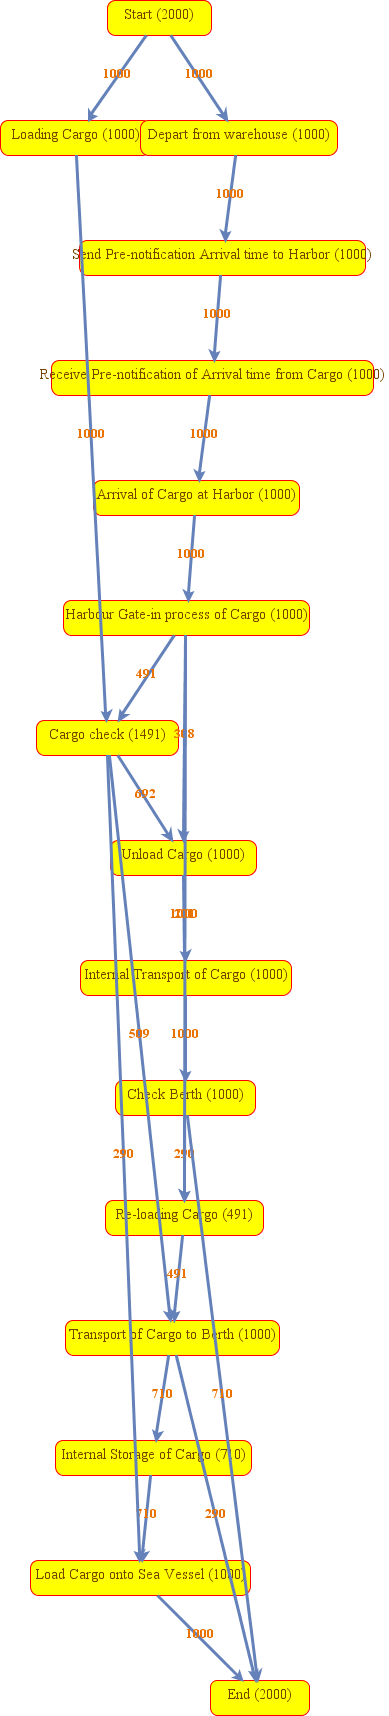 Start (2000)
1000
1000
Loading Cargo (1000)
Depart from warehouse (1000)
1000
Send Pre-notification Arrival time to Harbor (1000)
1000
Receive Pre-notification of Arrival time from Cargo (1000)
1000
1000
Arrival of Cargo at Harbor (1000)
1000
Harbour Gate-in process of Cargo (1000)
491
308
Cargo check (1491)
692
Unload Cargo (1000)
Internal Transport of Cargo (1000)
509
1000
Check Berth (1000)
290
290
Re-loading Cargo (491)
491
Transport of Cargo to Berth (1000)
710
710
Internal Storage of Cargo (710)
710
290
Load Cargo onto Sea Vessel (1000)
1000
End (2000)